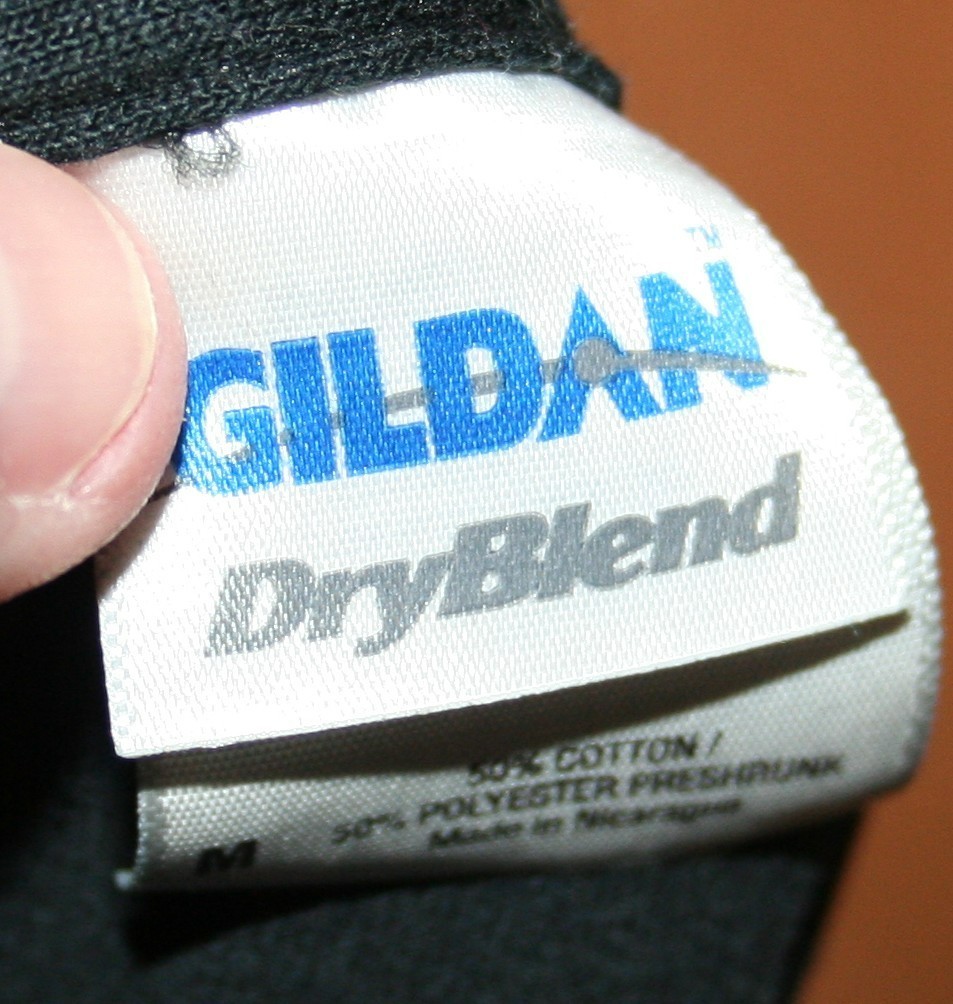 GILDAN™
DryBlend
50% COTTON /
50% POLYESTER PRESHRUNK
Made in Nicaragua
M